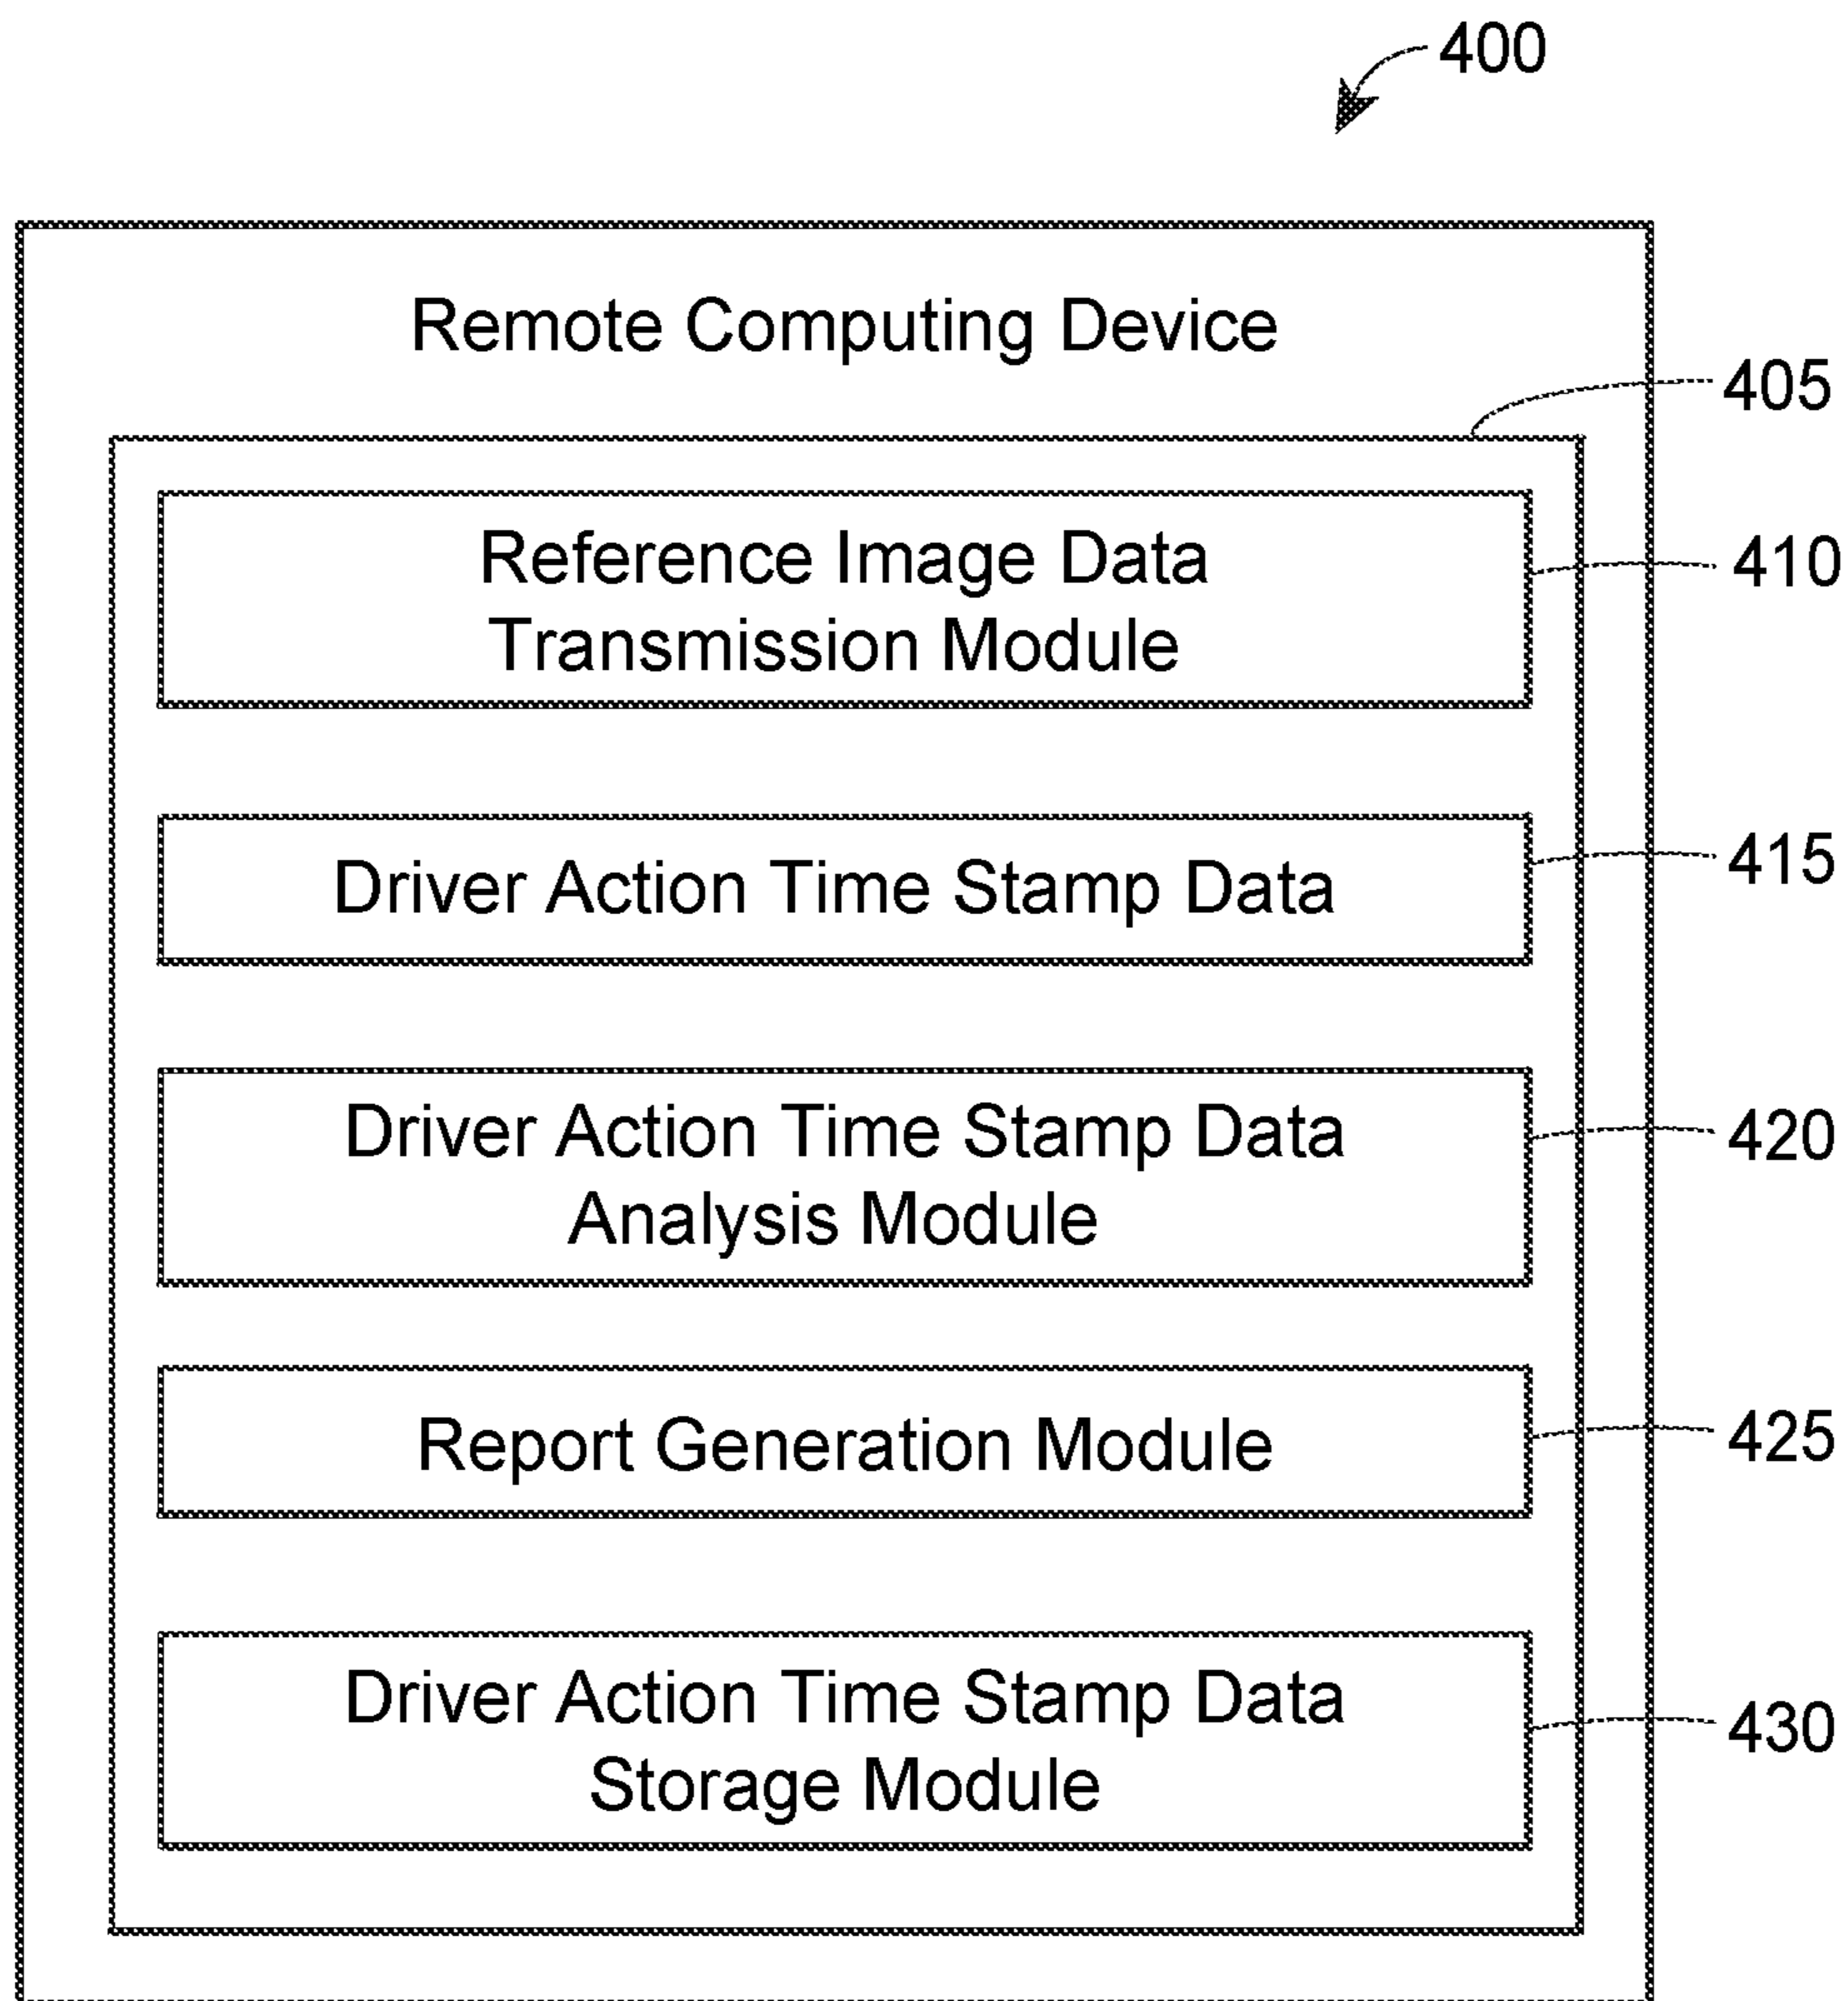 400
Remote Computing Device
405
Reference Image Data
Transmission Module
410
Driver Action Time Stamp Data
415
Driver Action Time Stamp Data
Analysis Module
420
Report Generation Module
425
Driver Action Time Stamp Data
Storage Module
430